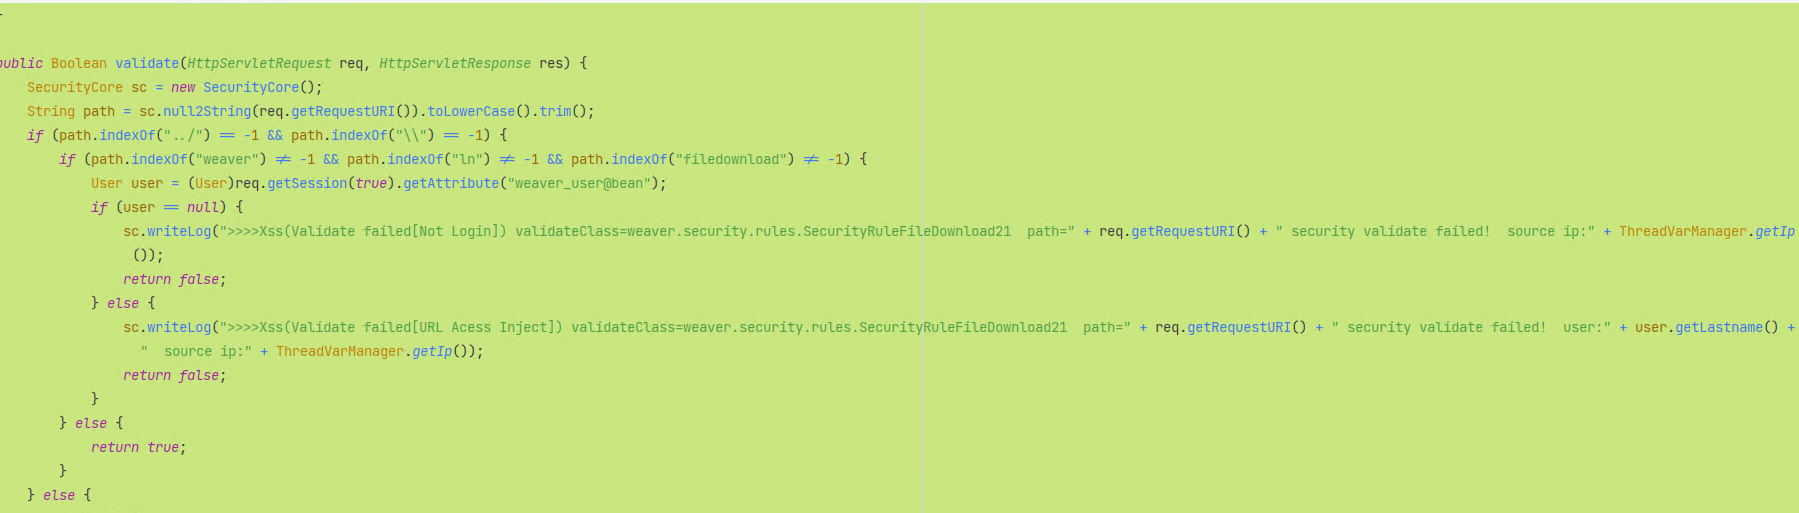 public Boolean validate(HttpServletRequest req, HttpServletResponse res) {
SecurityCore sc = new SecurityCore();
String path = sc.null2String(req.getRequestURI()).toLowerCase().trim();
if (path.indexOf("../") == -1 && path.indexOf("\\") == -1) {
if (path.indexOf("weaver") != -1 && path.indexOf("ln") != -1 && path.indexOf("filedownload") != -1) {
User user = (User)req.getSession(true).getAttribute("weaver_user@bean");
if (user == null) {
sc.writeLog(">>>>Xss(Validate failed[Not Login]) validateClass=weaver.security.rules.SecurityRuleFileDownload21  path=" + req.getRequestURI() + " security validate failed!  source ip:" + ThreadVarManager.getIp
());
return false;
} else {
sc.writeLog(">>>>Xss(Validate failed[URL Acess Inject]) validateClass=weaver.security.rules.SecurityRuleFileDownload21  path=" + req.getRequestURI() + " security validate failed!  user:" + user.getLastname() +
"  source ip:" + ThreadVarManager.getIp());
return false;
}
} else {
return true;
}
} else {